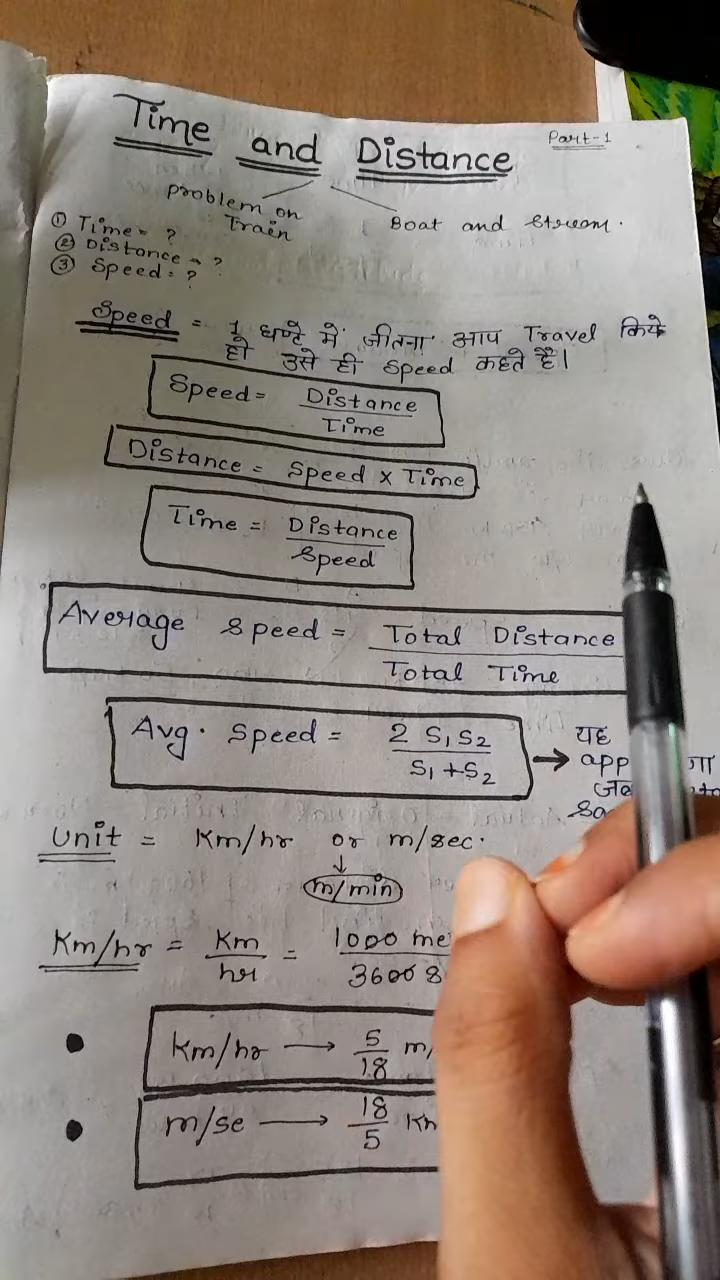 Time and Distance
Part-1
Problem on Train
Boat and Stream.
① Time = ?
② Distance = ?
③ Speed = ?
Speed = 1 घण्टे में जीतना आप Travel किये
हो उसे ही Speed कहते हैं।
Speed = Distance / Time
Distance = Speed × Time
Time = Distance / Speed
Average Speed = Total Distance / Total Time
Avg. Speed = 2 S₁ S₂ / S₁ + S₂ → यह
Unit = Km/hr or m/sec.
↓
m/min
Km/hr = Km / hr = 1000 / 3600
• Km/hr → 5/18
• m/se → 18/5